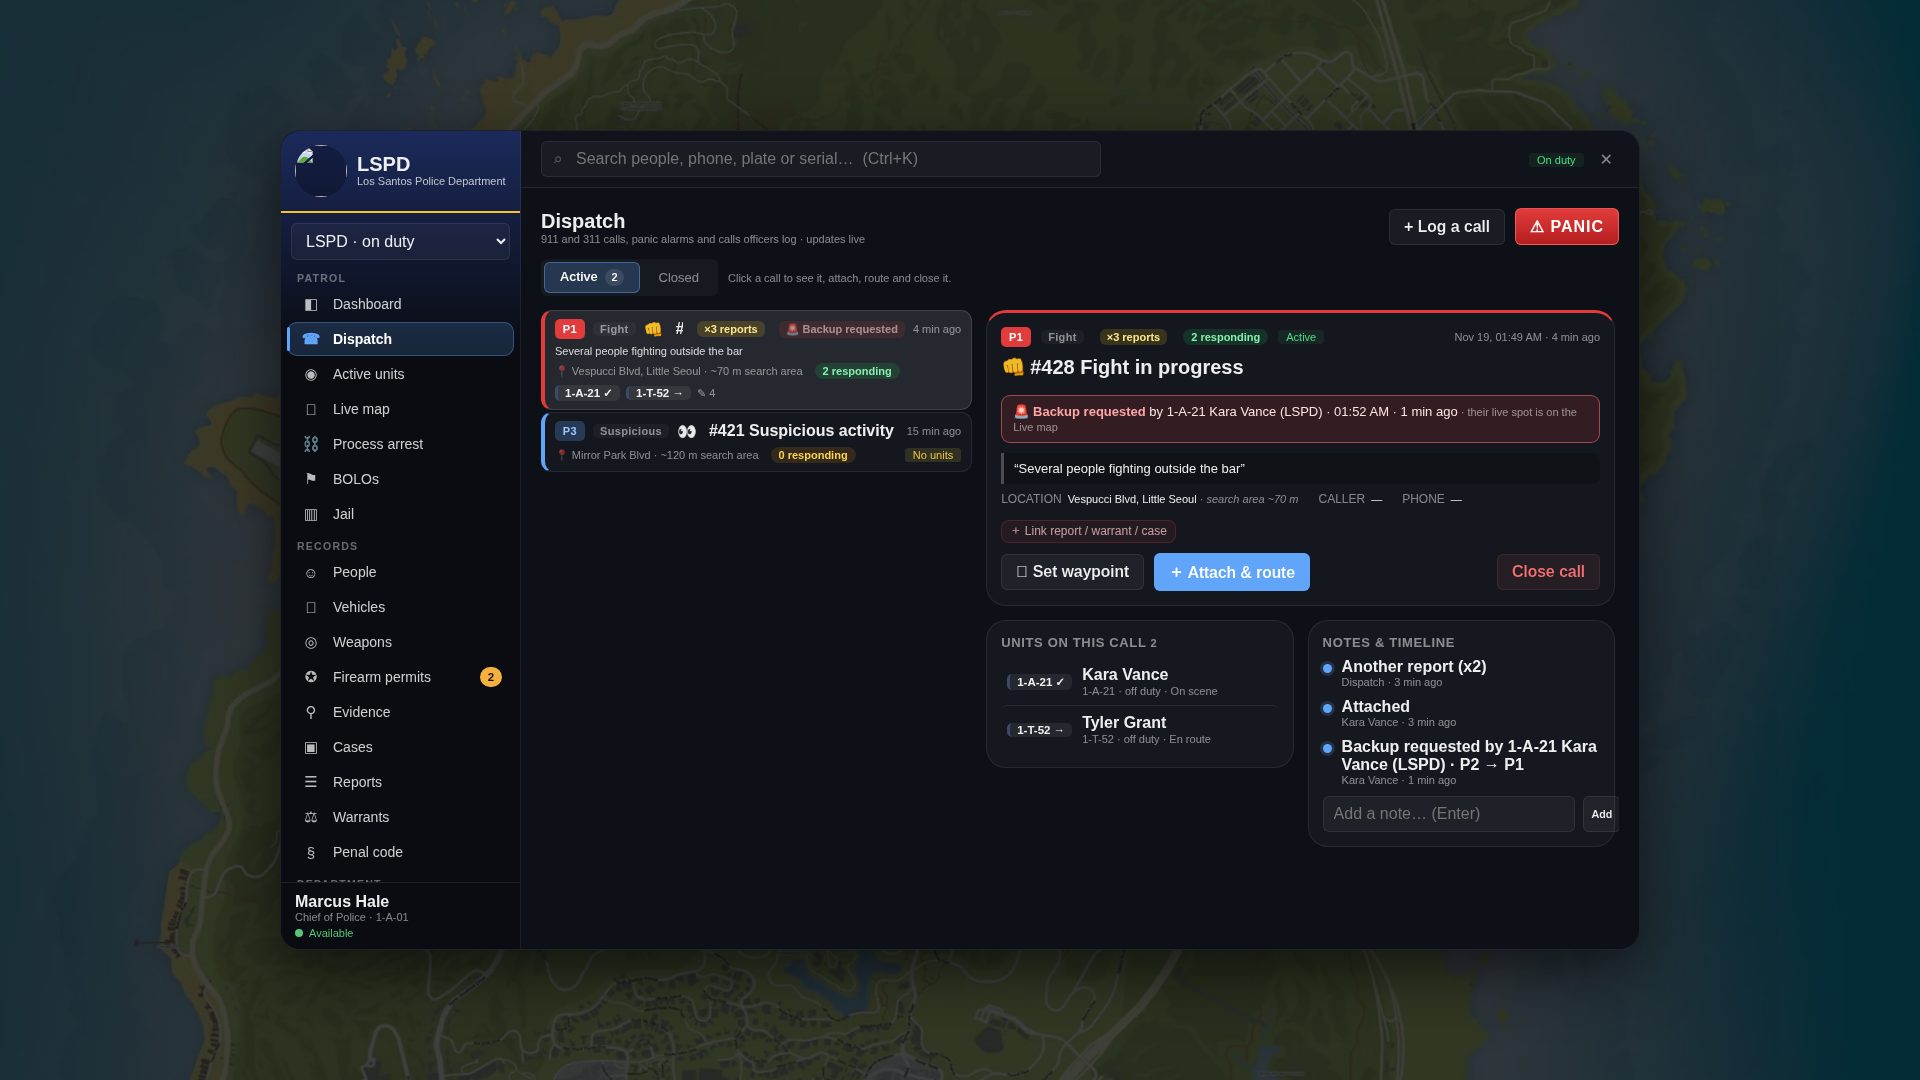 LSPD
Los Santos Police Department
LSPD · on duty
PATROL
Dashboard
Dispatch
Active units
Live map
Process arrest
BOLOs
Jail
RECORDS
People
Vehicles
Weapons
Firearm permits 2
Evidence
Cases
Reports
Warrants
§ Penal code
DEPARTMENT
Marcus Hale
Chief of Police · 1-A-01
Available
Search people, phone, plate or serial… (Ctrl+K)
On duty ✕
Dispatch
911 and 311 calls, panic alarms and calls officers log · updates live
+ Log a call
⚠ PANIC
Active 2
Closed
Click a call to see it, attach, route and close it.
P1 Fight 👊 # ×3 reports 🚨 Backup requested 4 min ago
Several people fighting outside the bar
📍 Vespucci Blvd, Little Seoul · ~70 m search area 2 responding
1-A-21 ✓ 1-T-52 → ✎ 4
P3 Suspicious 👀 #421 Suspicious activity 15 min ago
📍 Mirror Park Blvd · ~120 m search area 0 responding No units
P1 Fight ×3 reports 2 responding Active Nov 19, 01:49 AM · 4 min ago
👊 #428 Fight in progress
🚨 Backup requested by 1-A-21 Kara Vance (LSPD) · 01:52 AM · 1 min ago · their live spot is on the
Live map
“Several people fighting outside the bar”
LOCATION Vespucci Blvd, Little Seoul · search area ~70 m CALLER — PHONE —
+ Link report / warrant / case
Set waypoint
+ Attach & route
Close call
UNITS ON THIS CALL 2
1-A-21 ✓ Kara Vance
1-A-21 · off duty · On scene
1-T-52 → Tyler Grant
1-T-52 · off duty · En route
NOTES & TIMELINE
Another report (x2)
Dispatch · 3 min ago
Attached
Kara Vance · 3 min ago
Backup requested by 1-A-21 Kara
Vance (LSPD) · P2 → P1
Kara Vance · 1 min ago
Add a note… (Enter)
Add